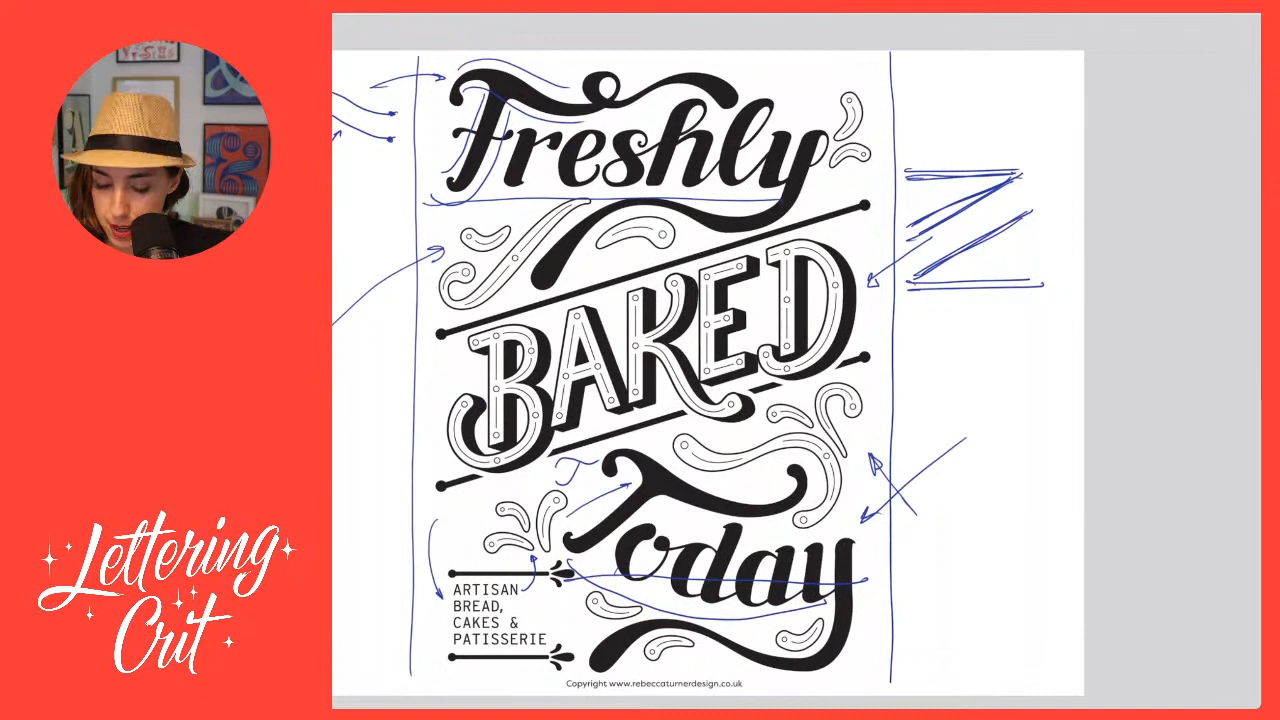 Freshly
BAKED
Today
ARTISAN
BREAD,
CAKES &
PATISSERIE
Copyright www.rebeccaturnerdesign.co.uk
Lettering
Crit